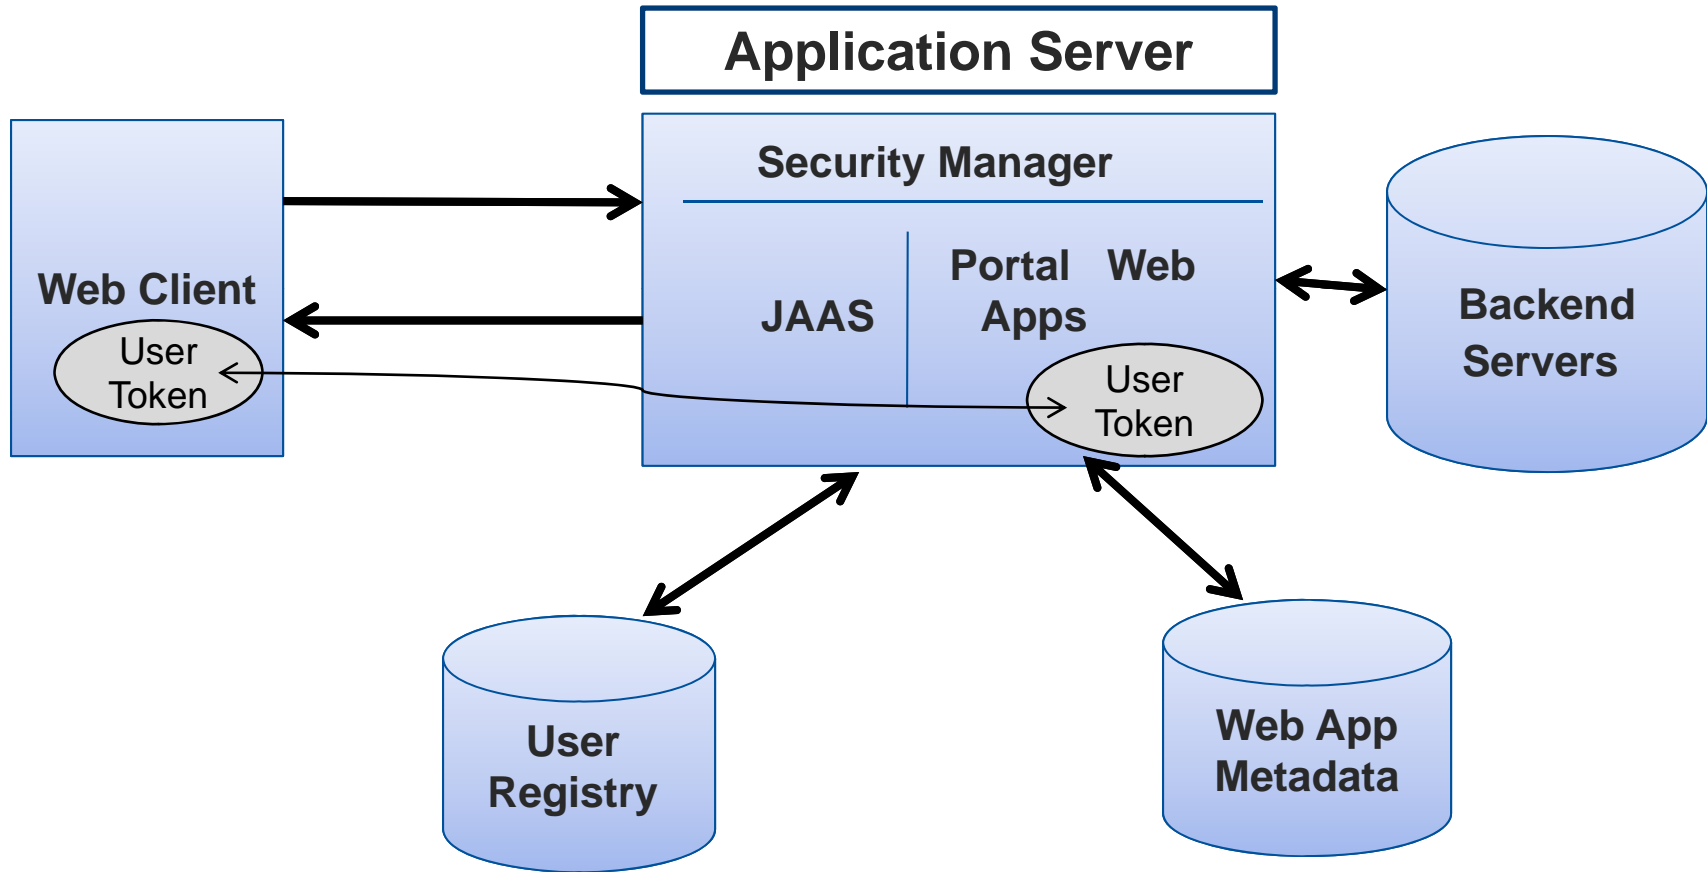 Application Server
Security Manager
Web Client
User
Token
JAAS
Portal Web
Apps
User
Token
Backend
Servers
User
Registry
Web App
Metadata